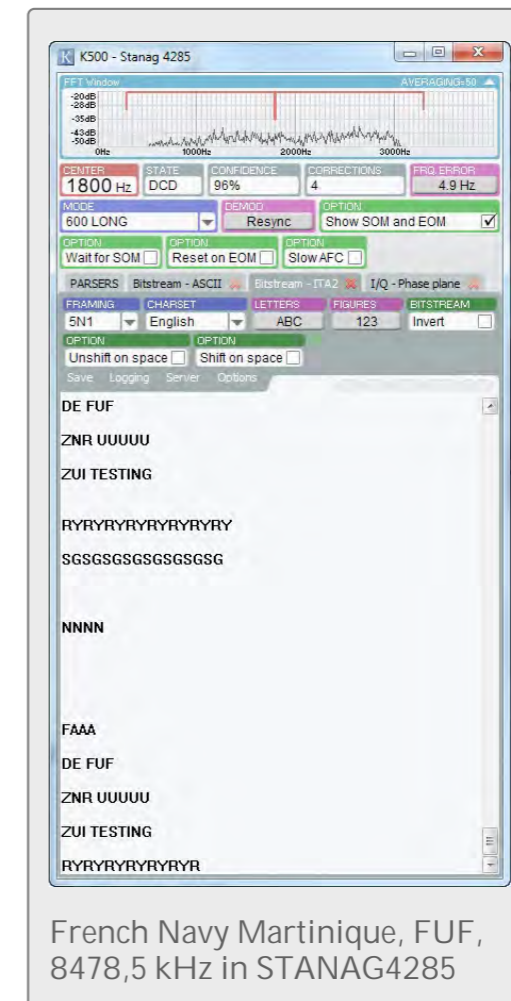 K500 - Stanag 4285
FFT Window AVERAGING: 50
-20dB
-28dB
-35dB
-43dB
-50dB
0Hz 1000Hz 2000Hz 3000Hz
CENTER STATE CONFIDENCE CORRECTIONS FRQ. ERROR
1800 Hz DCD 96% 4 4.9 Hz
MODE DEMOD OPTION
600 LONG Resync Show SOM and EOM
OPTION OPTION OPTION
Wait for SOM Reset on EOM Slow AFC
PARSERS Bitstream - ASCII Bitstream - ITA2 I/Q - Phase plane
FRAMING CHARSET LETTERS FIGURES BITSTREAM
5N1 English ABC 123 Invert
OPTION OPTION
Unshift on space Shift on space
Save Logging Server Options
DE FUF
ZNR UUUUU
ZUI TESTING
RYRYRYRYRYRYRYRY
SGSGSGSGSGSGSGSG
NNNN
FAAA
DE FUF
ZNR UUUUU
ZUI TESTING
RYRYRYRYRYRYR
French Navy Martinique, FUF,
8478,5 kHz in STANAG4285